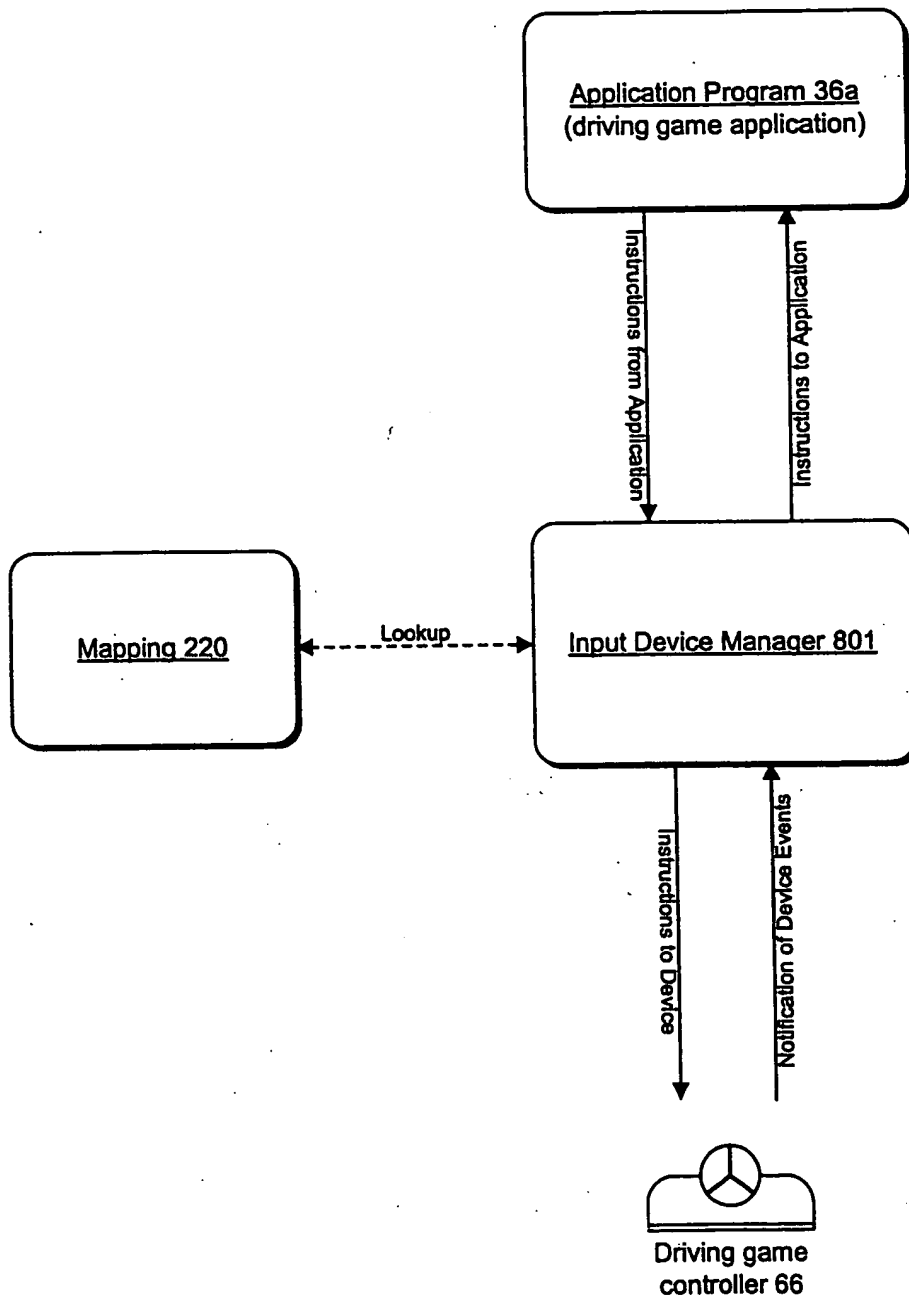 Application Program 36a
(driving game application)
Instructions from Application
Instructions to Application
Mapping 220
Lookup
Input Device Manager 801
Instructions to Device
Notification of Device Events
Driving game
controller 66